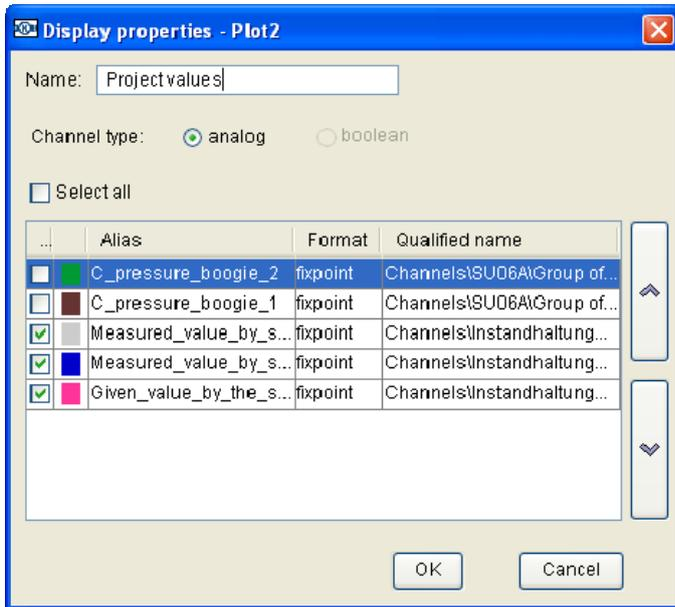 Display properties - Plot2
Name: Project values
Channel type: analog boolean
Select all
... Alias Format Qualified name
C_pressure_boogie_2 fixpoint Channels\SU06A\Group of...
C_pressure_boogie_1 fixpoint Channels\SU06A\Group of...
Measured_value_by_s... fixpoint Channels\Instandhaltung...
Measured_value_by_s... fixpoint Channels\Instandhaltung...
Given_value_by_the_s... fixpoint Channels\Instandhaltung...
OK Cancel